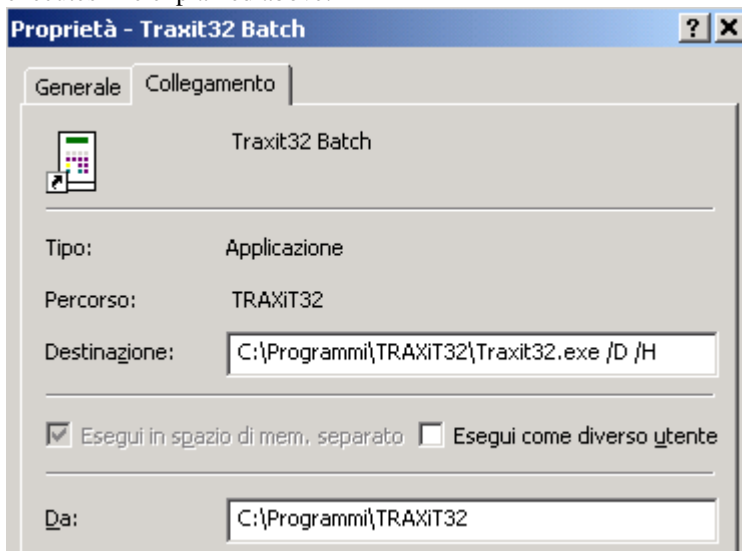 Proprietà - Traxit32 Batch
Generale Collegamento
Traxit32 Batch
Tipo: Applicazione
Percorso: TRAXiT32
Destinazione: C:\Programmi\TRAXiT32\Traxit32.exe /D /H
Esegui in spazio di mem. separato Esegui come diverso utente
Da: C:\Programmi\TRAXiT32